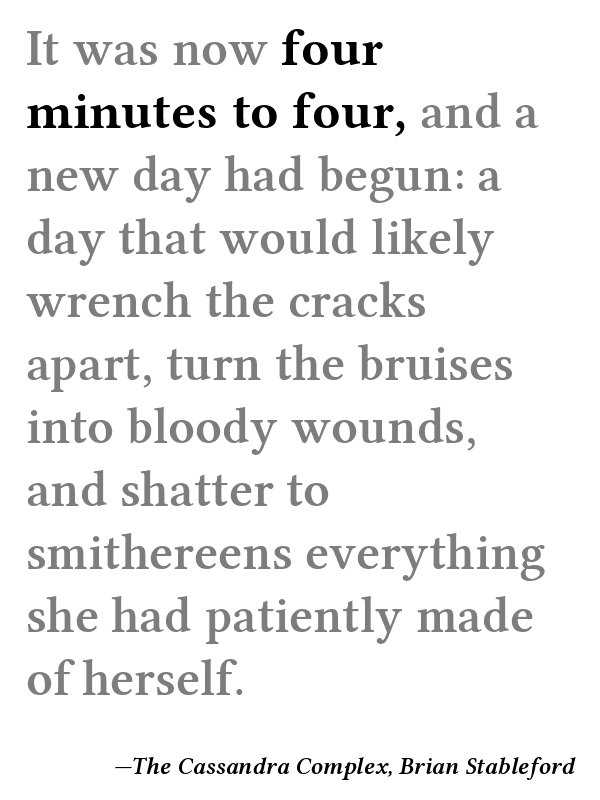 It was now four
minutes to four, and a
new day had begun: a
day that would likely
wrench the cracks
apart, turn the bruises
into bloody wounds,
and shatter to
smithereens everything
she had patiently made
of herself.
—The Cassandra Complex, Brian Stableford